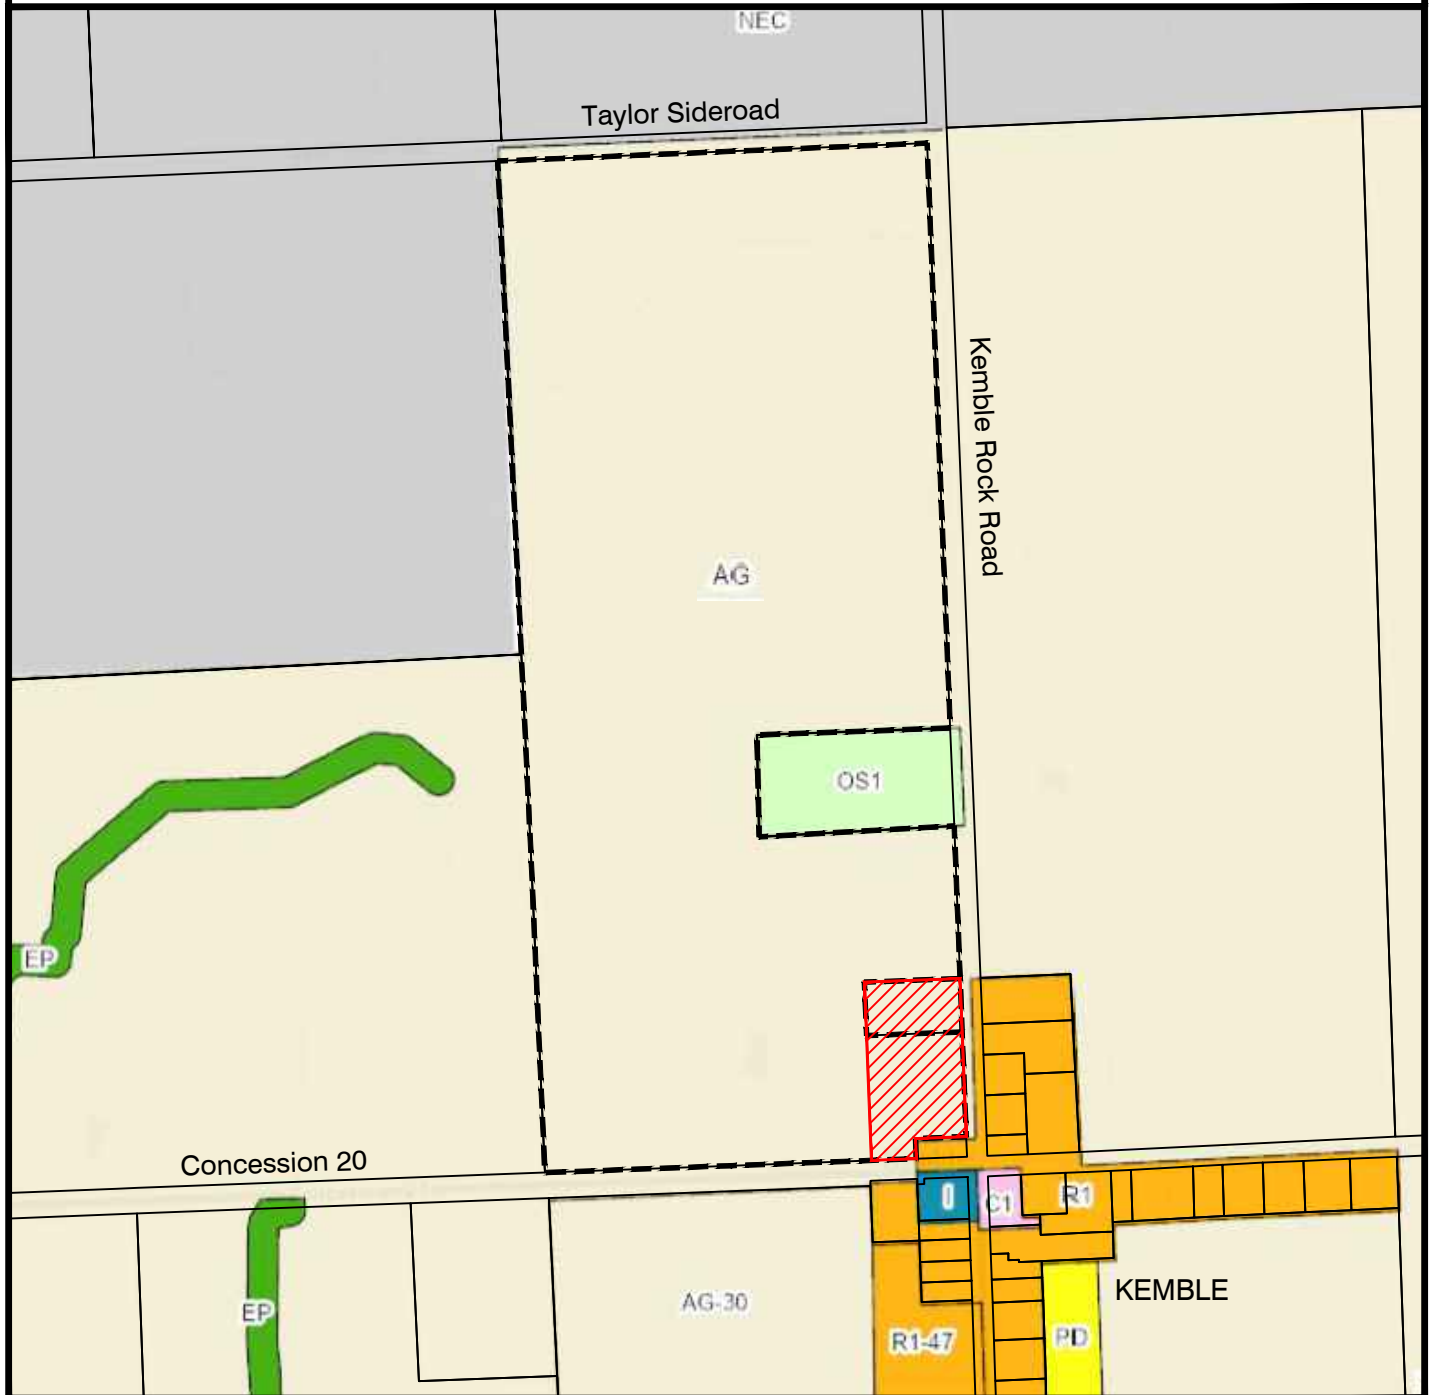 NEC
Taylor Sideroad
Kemble Rock Road
AG
OS1
EP
Concession 20
I
C1
R1
EP
AG-30
KEMBLE
R1-47
PD